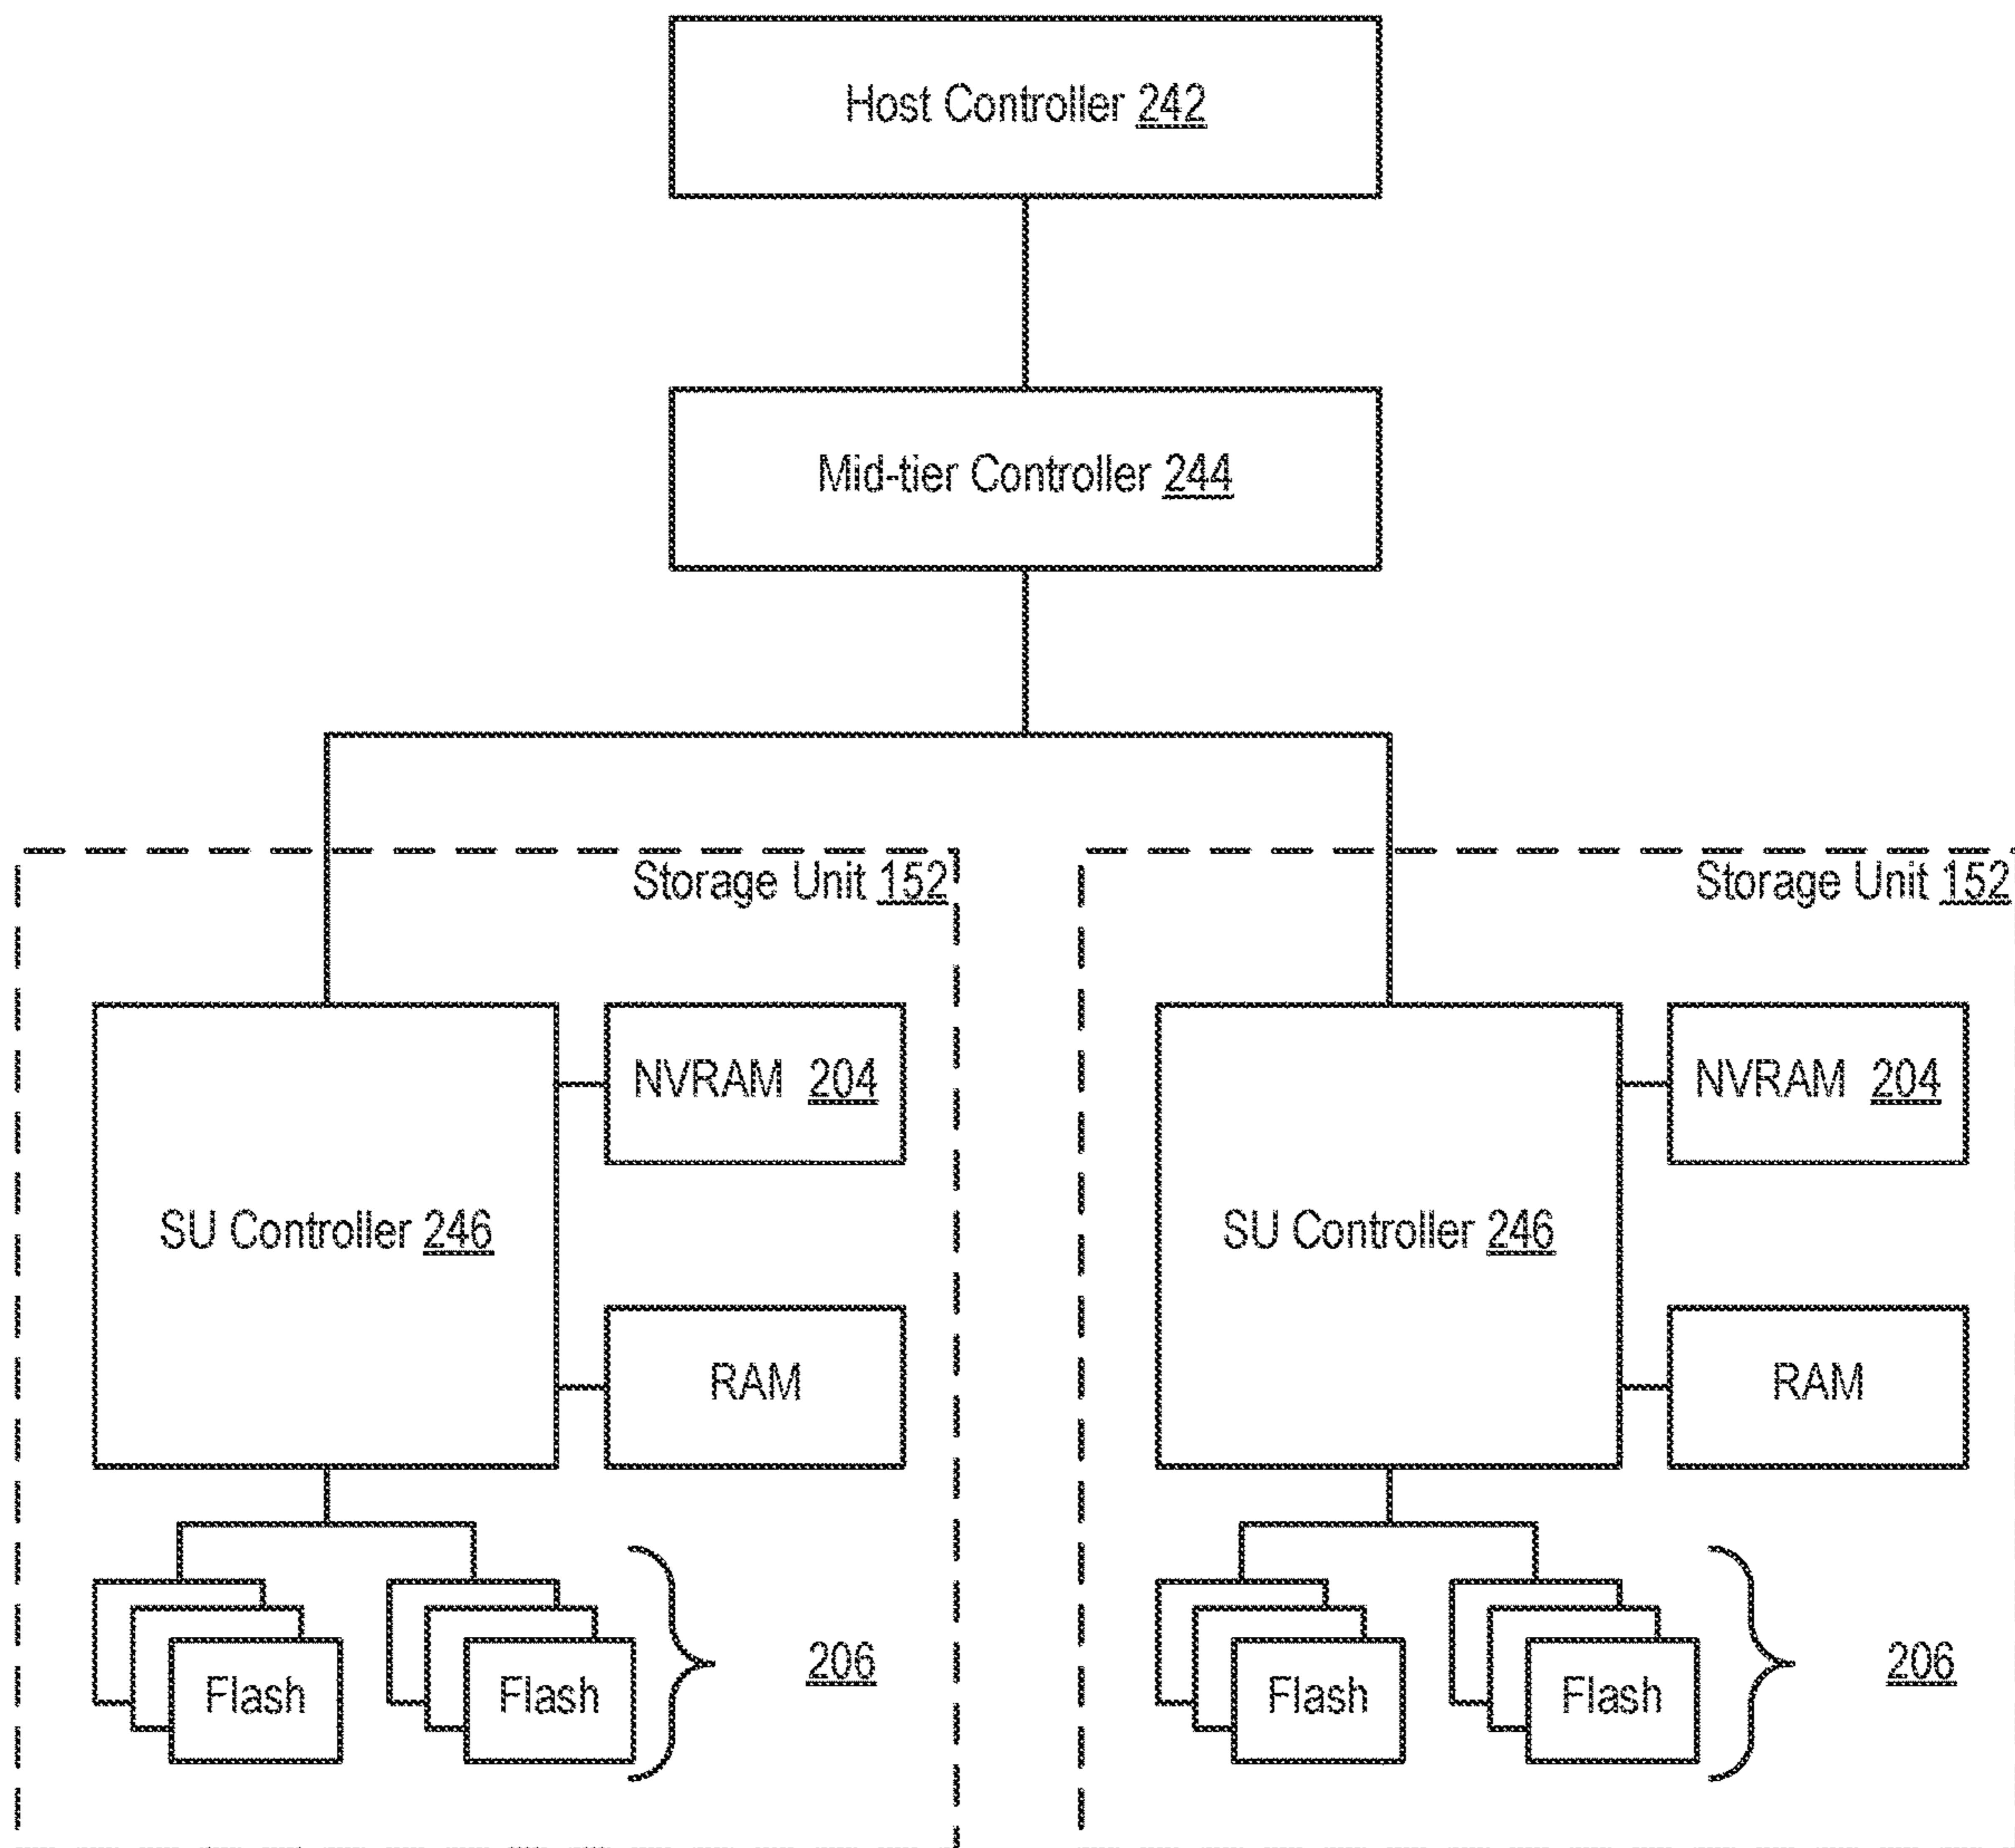 Host Controller 242
Mid-tier Controller 244
Storage Unit 152
Storage Unit 152
NVRAM 204
NVRAM 204
SU Controller 246
SU Controller 246
RAM
RAM
Flash
Flash
206
Flash
Flash
206